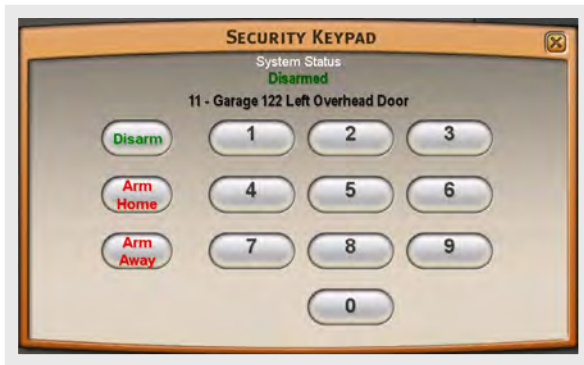 SECURITY KEYPAD
System Status
Disarmed
11 - Garage 122 Left Overhead Door
Disarm 1 2 3
Arm Home 4 5 6
Arm Away 7 8 9
0